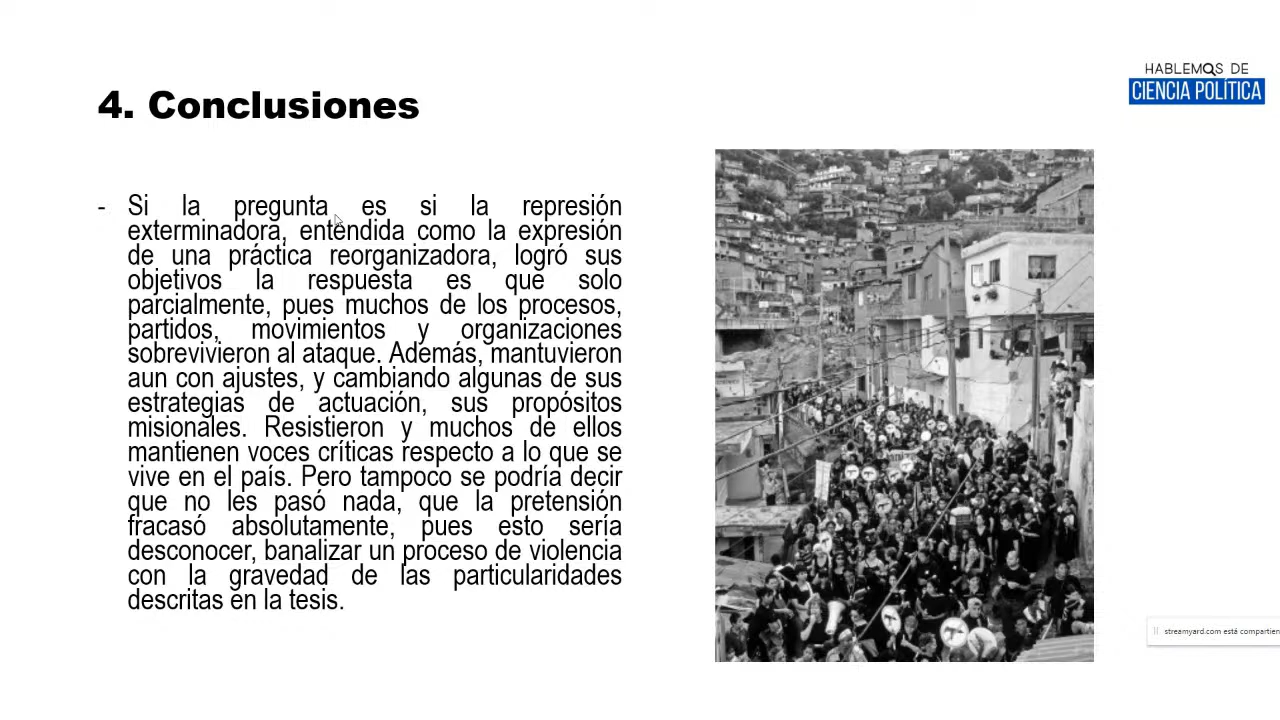 HABLEMOS DE
CIENCIA POLÍTICA
4. Conclusiones
- Si la pregunta es si la represión
exterminadora, entendida como la expresión
de una práctica reorganizadora, logró sus
objetivos la respuesta es que solo
parcialmente, pues muchos de los procesos,
partidos, movimientos y organizaciones
sobrevivieron al ataque. Además, mantuvieron
aun con ajustes, y cambiando algunas de sus
estrategias de actuación, sus propósitos
misionales. Resistieron y muchos de ellos
mantienen voces críticas respecto a lo que se
vive en el país. Pero tampoco se podría decir
que no les pasó nada, que la pretensión
fracasó absolutamente, pues esto sería
desconocer, banalizar un proceso de violencia
con la gravedad de las particularidades
descritas en la tesis.
streamyard.com está compartien